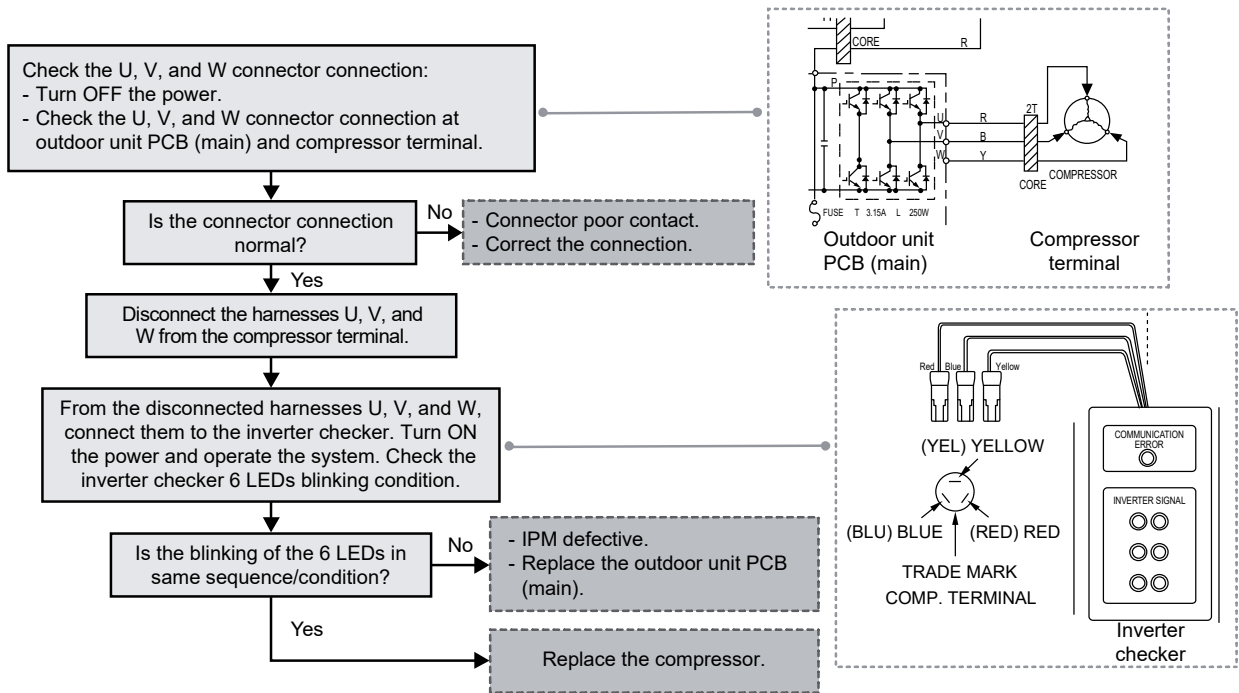 Check the U, V, and W connector connection:
- Turn OFF the power.
- Check the U, V, and W connector connection at
outdoor unit PCB (main) and compressor terminal.
Is the connector connection
normal?
No
- Connector poor contact.
- Correct the connection.
Yes
Disconnect the harnesses U, V, and
W from the compressor terminal.
From the disconnected harnesses U, V, and W,
connect them to the inverter checker. Turn ON
the power and operate the system. Check the
inverter checker 6 LEDs blinking condition.
Is the blinking of the 6 LEDs in
same sequence/condition?
No
- IPM defective.
- Replace the outdoor unit PCB
(main).
Yes
Replace the compressor.
CORE
R
P
U
R
V
B
W
Y
2T
CORE
COMPRESSOR
FUSE T 3.15A L 250W
Outdoor unit
PCB (main)
Compressor
terminal
Red
Blue
Yellow
(YEL) YELLOW
(BLU) BLUE
(RED) RED
TRADE MARK
COMP. TERMINAL
COMMUNICATION
ERROR
INVERTER SIGNAL
Inverter
checker